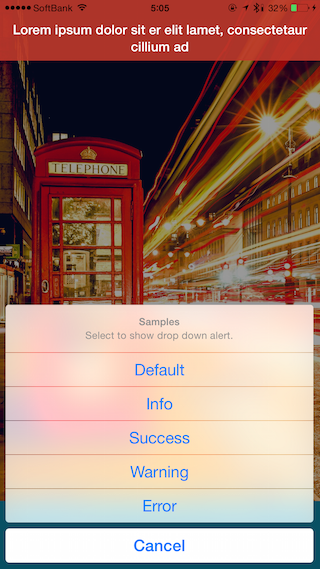 SoftBank 5:05 32%
Lorem ipsum dolor sit er elit lamet, consectetaur
cillium ad
TELEPHONE
Samples
Select to show drop down alert.
Default
Info
Success
Warning
Error
Cancel